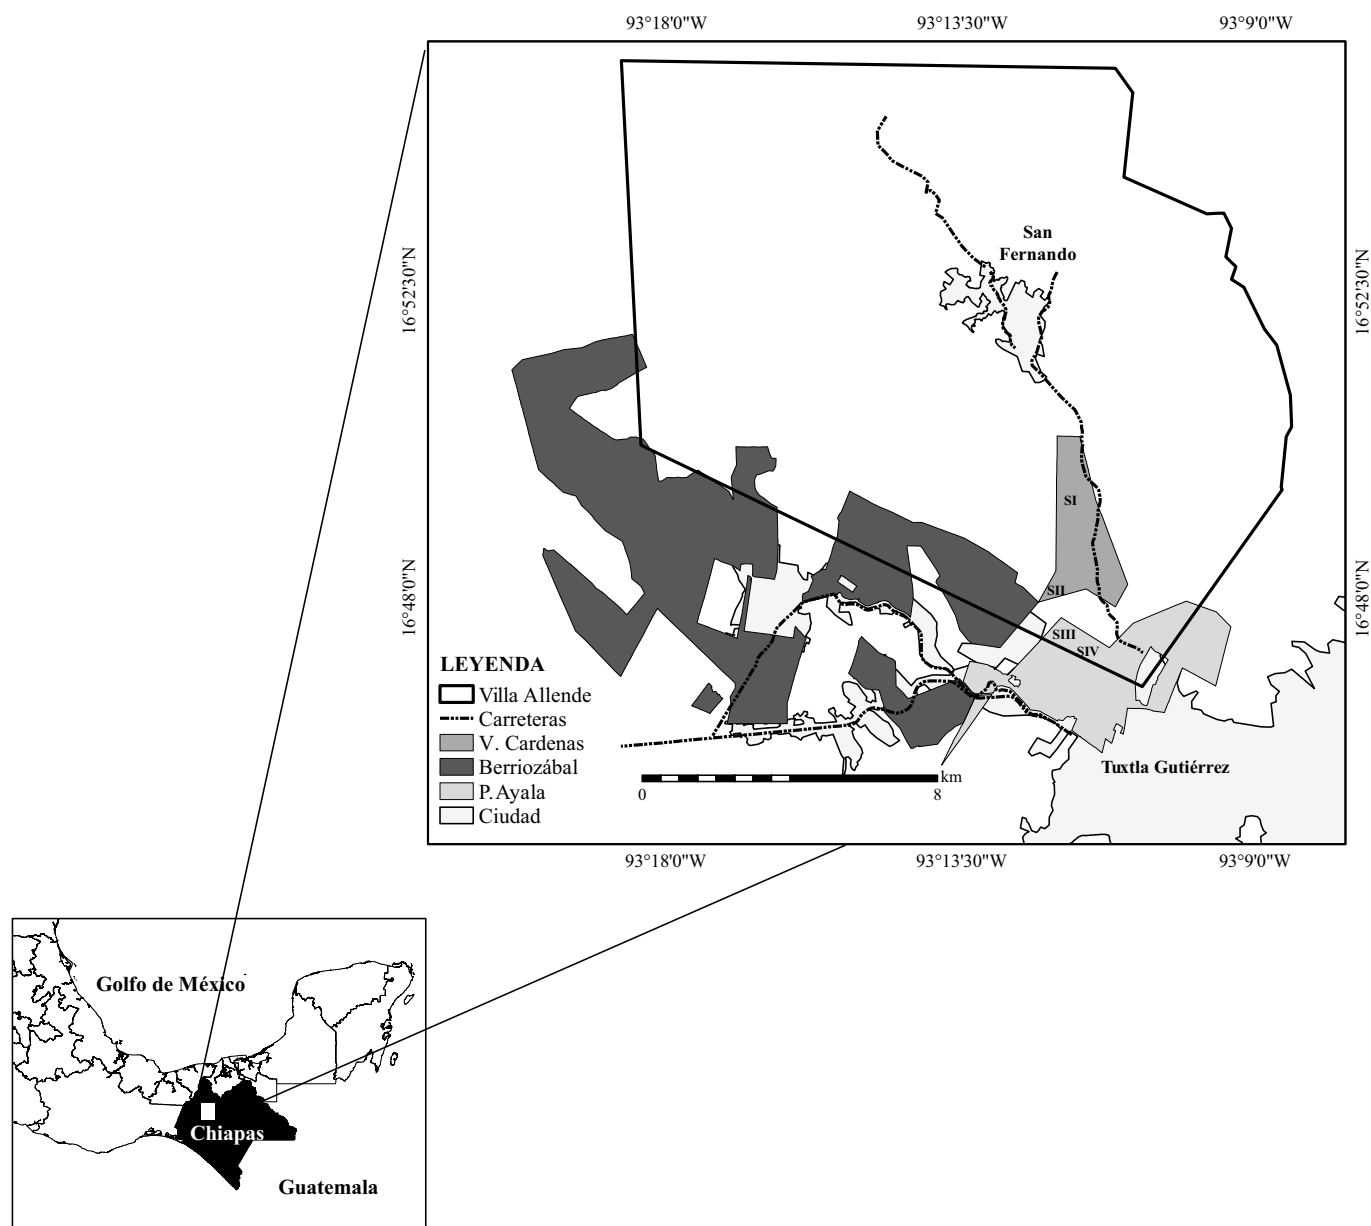 93°18'0"W
93°13'30"W
93°9'0"W
16°52'30"N
16°52'30"N
San
Fernando
SI
16°48'0"N
16°48'0"N
SII
SIII
SIV
LEYENDA
Villa Allende
Carreteras
V. Cardenas
Berriozábal
P. Ayala
Ciudad
km
0
8
Tuxtla Gutiérrez
93°18'0"W
93°13'30"W
93°9'0"W
Golfo de México
Chiapas
Guatemala